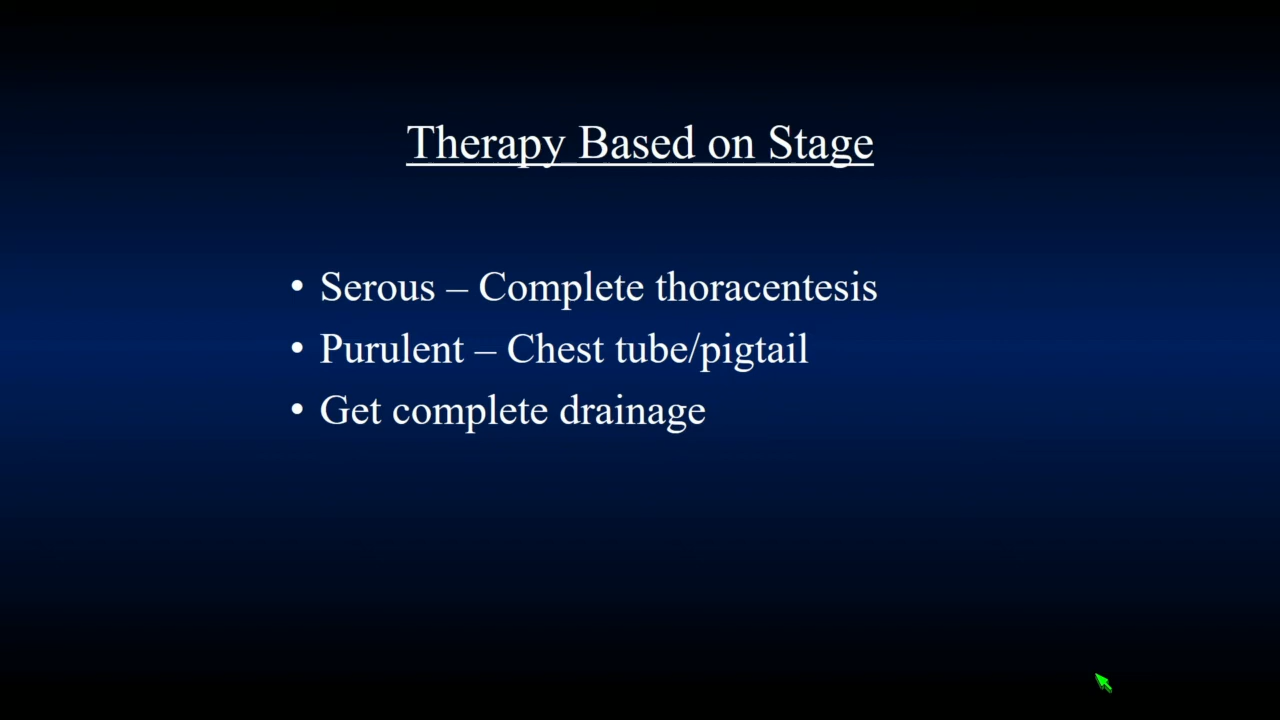 Therapy Based on Stage
• Serous – Complete thoracentesis
• Purulent – Chest tube/pigtail
• Get complete drainage